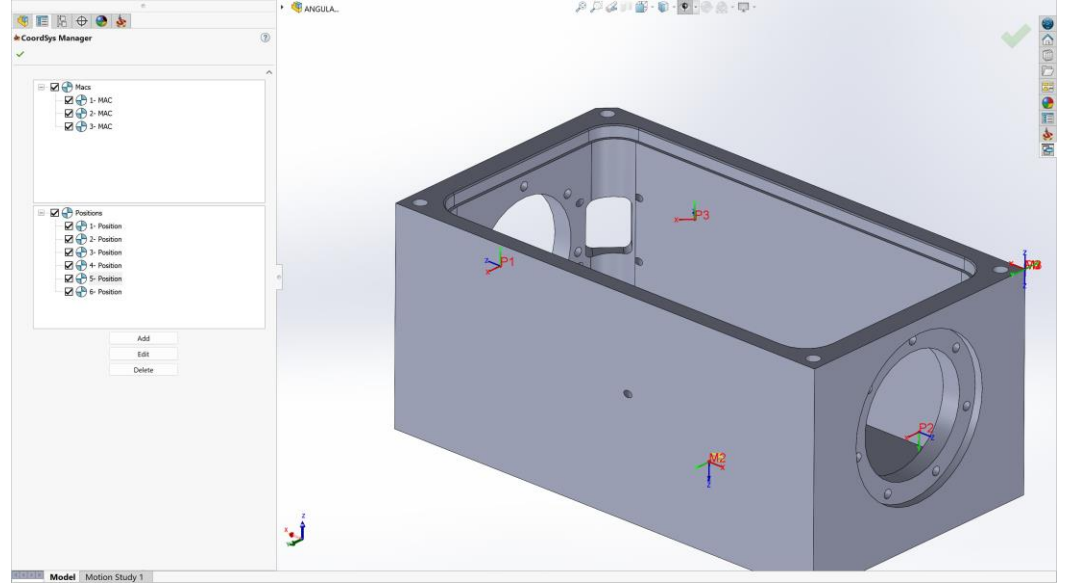 ANGULA...
CoordSys Manager
Macs
1- MAC
2- MAC
3- MAC
Positions
1- Position
2- Position
3- Position
4- Position
5- Position
6- Position
Add
Edit
Delete
x P3
z P1
x
z
x
z
P2
x z
M2
x
z
z
x
Model Motion Study 1